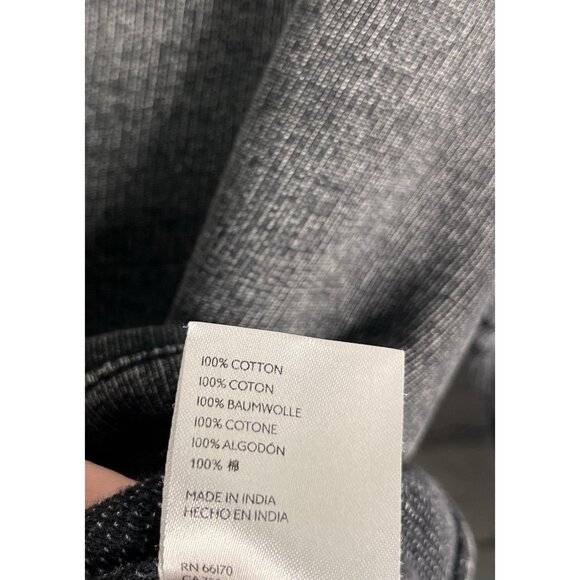 100% COTTON
100% COTON
100% BAUMWOLLE
100% COTONE
100% ALGODÓN
100% 棉
MADE IN INDIA
HECHO EN INDIA
RN 66170